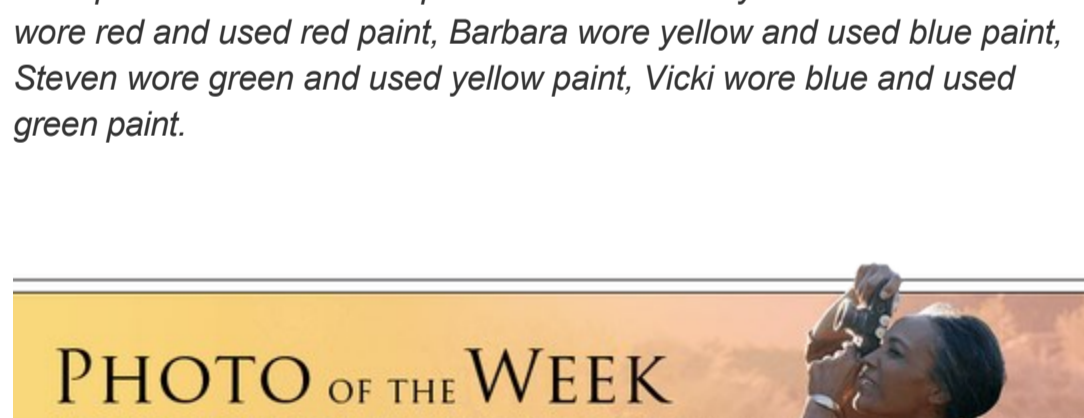 wore red and used red paint, Barbara wore yellow and used blue paint,
Steven wore green and used yellow paint, Vicki wore blue and used
green paint.
PHOTO OF THE WEEK